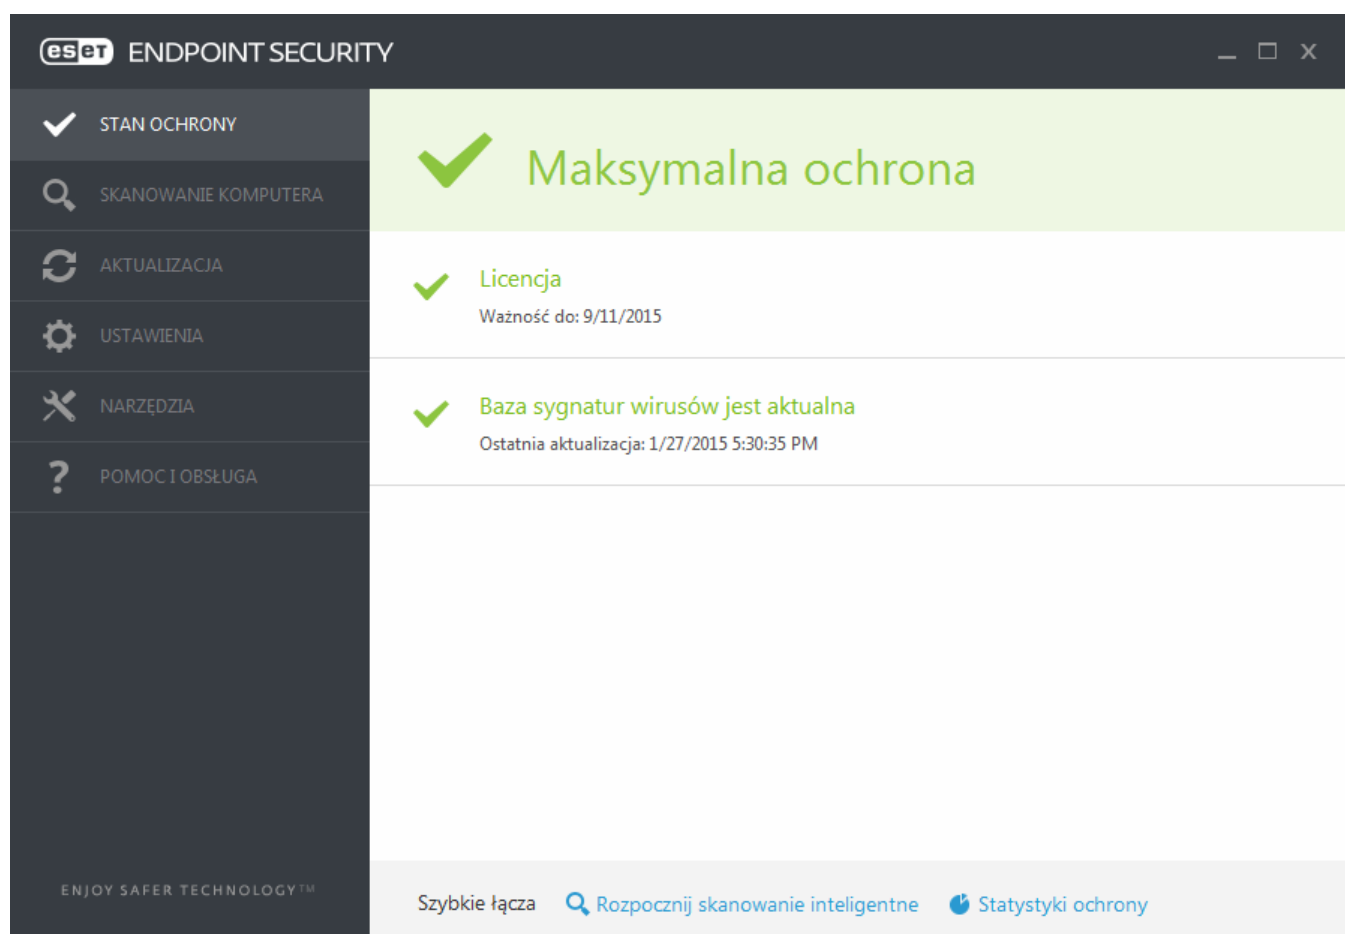 eset ENDPOINT SECURITY
STAN OCHRONY
SKANOWANIE KOMPUTERA
AKTUALIZACJA
USTAWIENIA
NARZĘDZIA
POMOC I OBSŁUGA
ENJOY SAFER TECHNOLOGY™
Maksymalna ochrona
Licencja
Ważność do: 9/11/2015
Baza sygnatur wirusów jest aktualna
Ostatnia aktualizacja: 1/27/2015 5:30:35 PM
Szybkie łącza Rozpocznij skanowanie inteligentne Statystyki ochrony